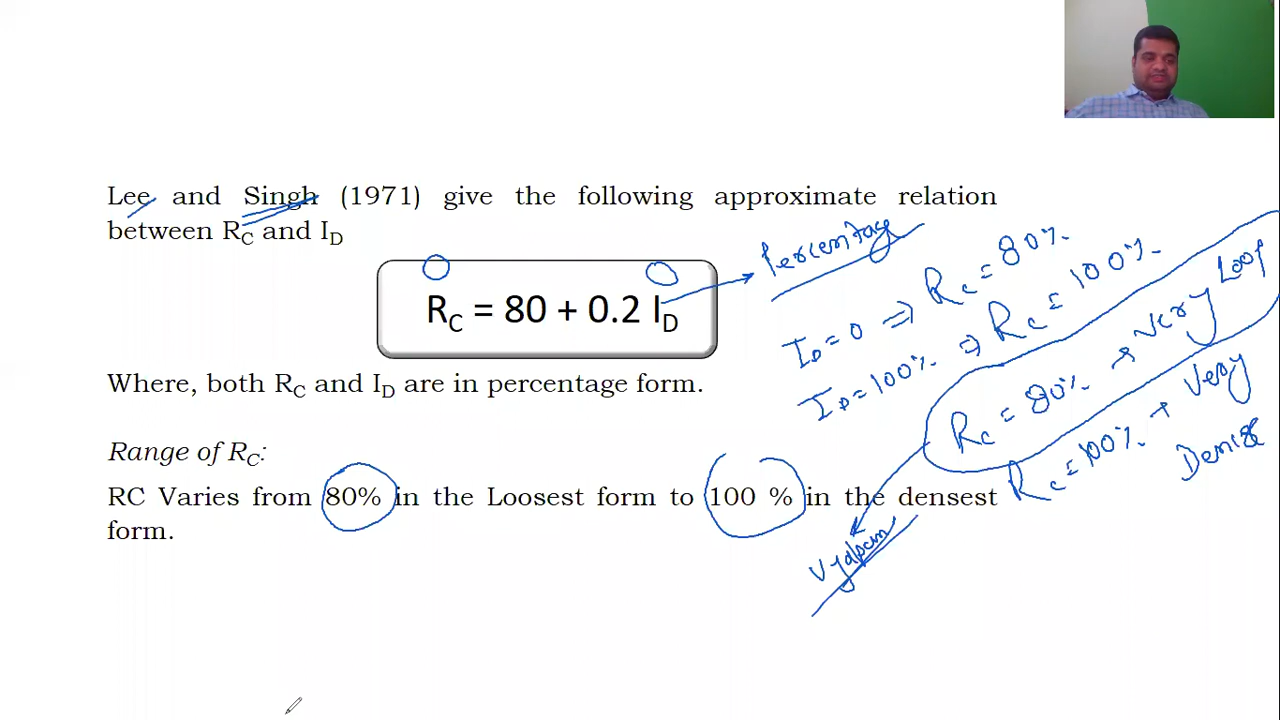 Lee and Singh (1971) give the following approximate relation
between RC and ID
RC = 80 + 0.2 ID
Where, both RC and ID are in percentage form.
Range of RC:
RC Varies from 80% in the Loosest form to 100 % in the densest
form.
Percentage
ID = 0 ⇒ RC = 80%
ID = 100% ⇒ RC = 100%
RC = 80% → Very
RC = 100% → Very